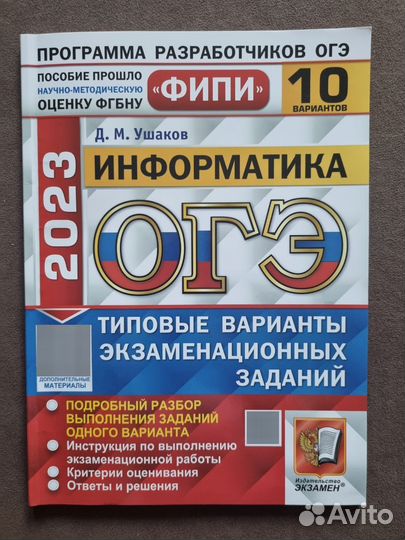 ПРОГРАММА РАЗРАБОТЧИКОВ ОГЭ
ПОСОБИЕ ПРОШЛО
НАУЧНО-МЕТОДИЧЕСКУЮ
ОЦЕНКУ ФГБНУ
«ФИПИ»
10
ВАРИАНТОВ
Д. М. Ушаков
2023
ИНФОРМАТИКА
ОГЭ
ТИПОВЫЕ ВАРИАНТЫ
ЭКЗАМЕНАЦИОННЫХ
ЗАДАНИЙ
ДОПОЛНИТЕЛЬНЫЕ
МАТЕРИАЛЫ
• ПОДРОБНЫЙ РАЗБОР
ВЫПОЛНЕНИЯ ЗАДАНИЙ
ОДНОГО ВАРИАНТА
• Инструкция по выполнению
экзаменационной работы
• Критерии оценивания
• Ответы и решения
Издательство
ЭКЗАМЕН®
Avito